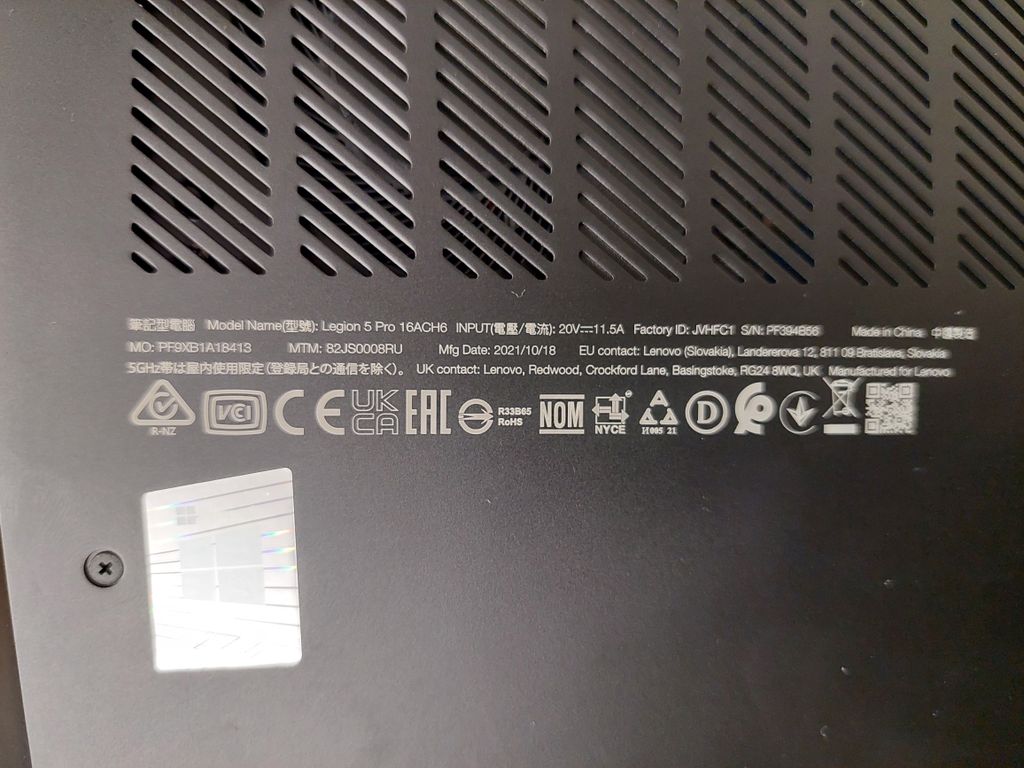 筆記型電腦 Model Name(型號): Legion 5 Pro 16ACH6 INPUT(電壓/電流): 20V⎓11.5A Factory ID: JVHFC1 S/N: PF394B56 Made in China 中國製造
MO: PF9XB1A18413 MTM: 82JS0008RU Mfg Date: 2021/10/18 EU contact: Lenovo (Slovakia), Landererova 12, 811 09 Bratislava, Slovakia
5GHz帯は屋内使用限定(登録局との通信を除く)。 UK contact: Lenovo, Redwood, Crockford Lane, Basingstoke, RG24 8WQ, UK Manufactured for Lenovo
VCI CE UK CA EAC R33B65 RoHS NOM NYCE D
R-NZ И005 21